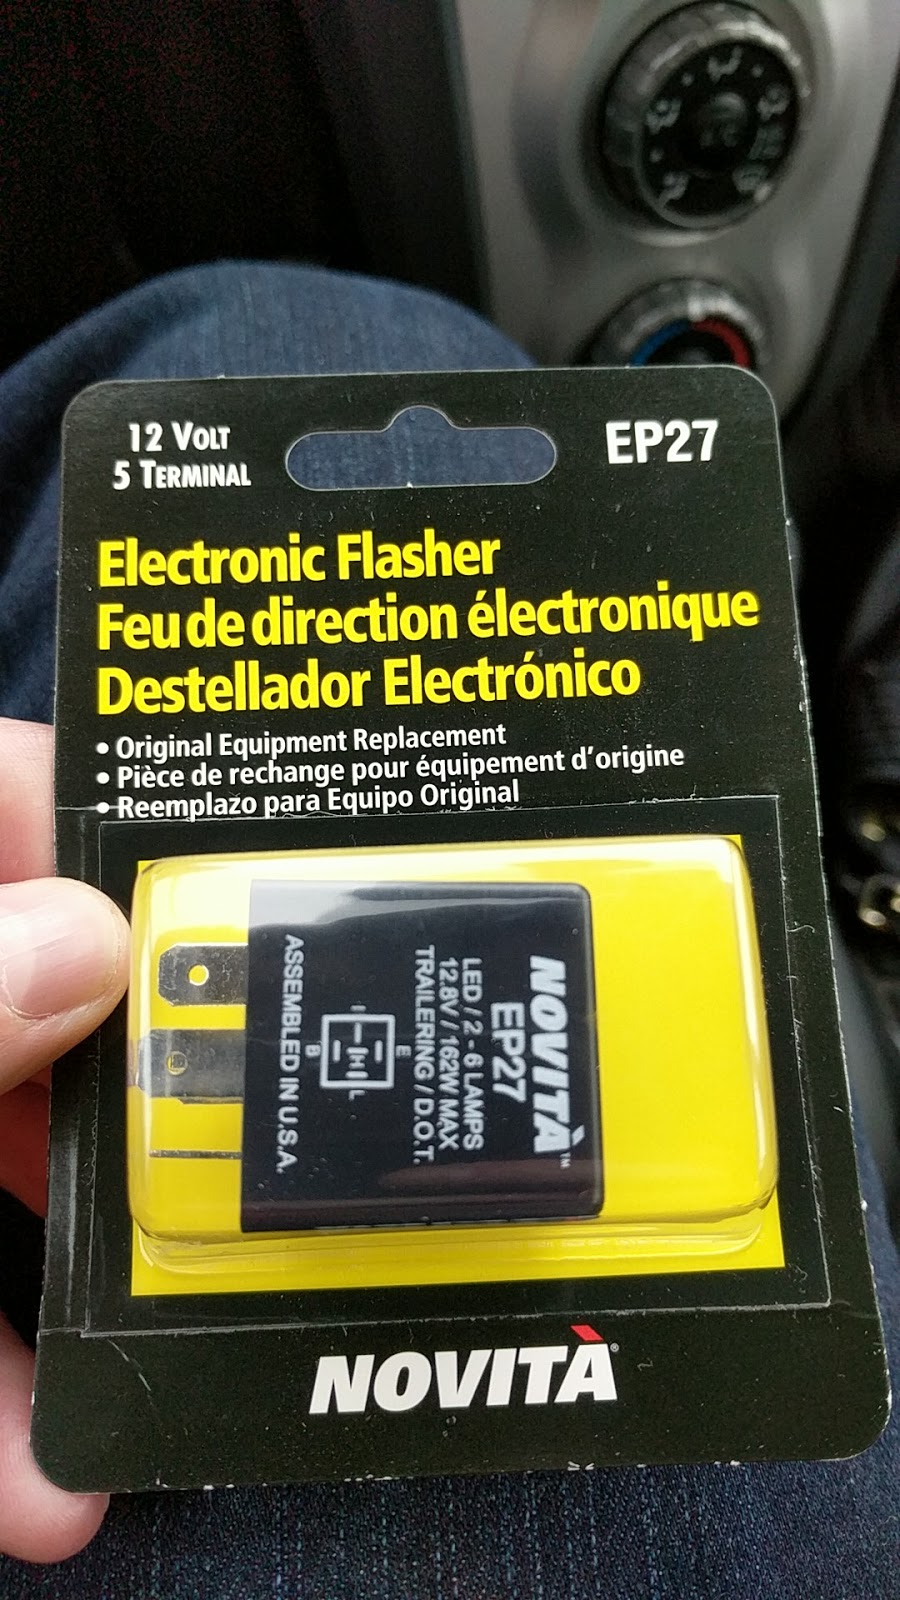 12 VOLT
5 TERMINAL
EP27
Electronic Flasher
Feu de direction électronique
Destellador Electrónico
• Original Equipment Replacement
• Pièce de rechange pour équipement d'origine
• Reemplazo para Equipo Original
NOVITÀ™
EP27
LED / 2 - 6 LAMPS
12.8V / 162W MAX
TRAILERING / D.O.T.
E
L
B
ASSEMBLED IN U.S.A.
NOVITÀ®